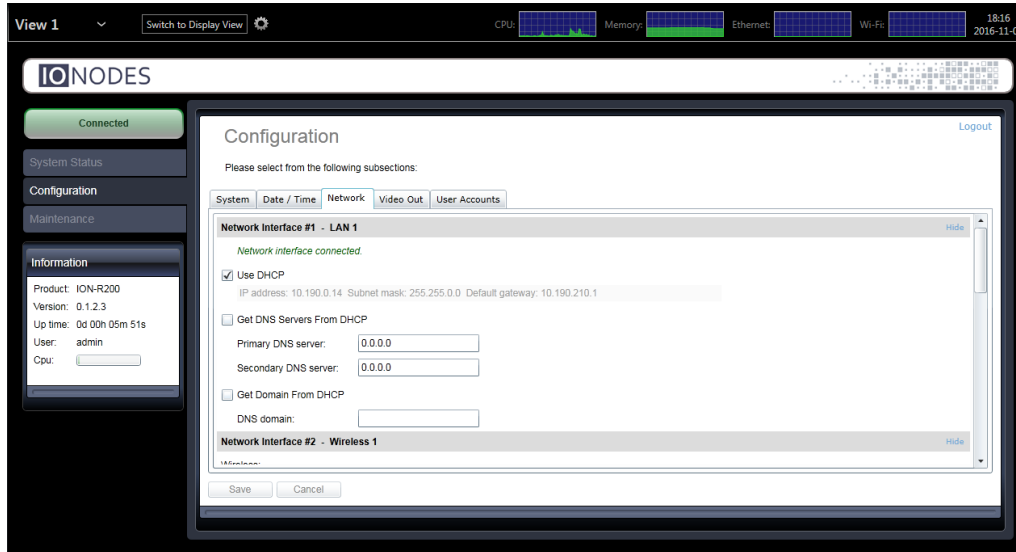 View 1
Switch to Display View
CPU:
Memory:
Ethernet:
Wi-Fi:
18:16
2016-11-0
IONODES
Connected
System Status
Configuration
Maintenance
Information
Product: ION-R200
Version: 0.1.2.3
Up time: 0d 00h 05m 51s
User: admin
Cpu:
Logout
Configuration
Please select from the following subsections:
System Date / Time Network Video Out User Accounts
Network Interface #1 - LAN 1 Hide
Network interface connected.
Use DHCP
IP address: 10.190.0.14 Subnet mask: 255.255.0.0 Default gateway: 10.190.210.1
Get DNS Servers From DHCP
Primary DNS server: 0.0.0.0
Secondary DNS server: 0.0.0.0
Get Domain From DHCP
DNS domain:
Network Interface #2 - Wireless 1 Hide
Wireless:
Save Cancel